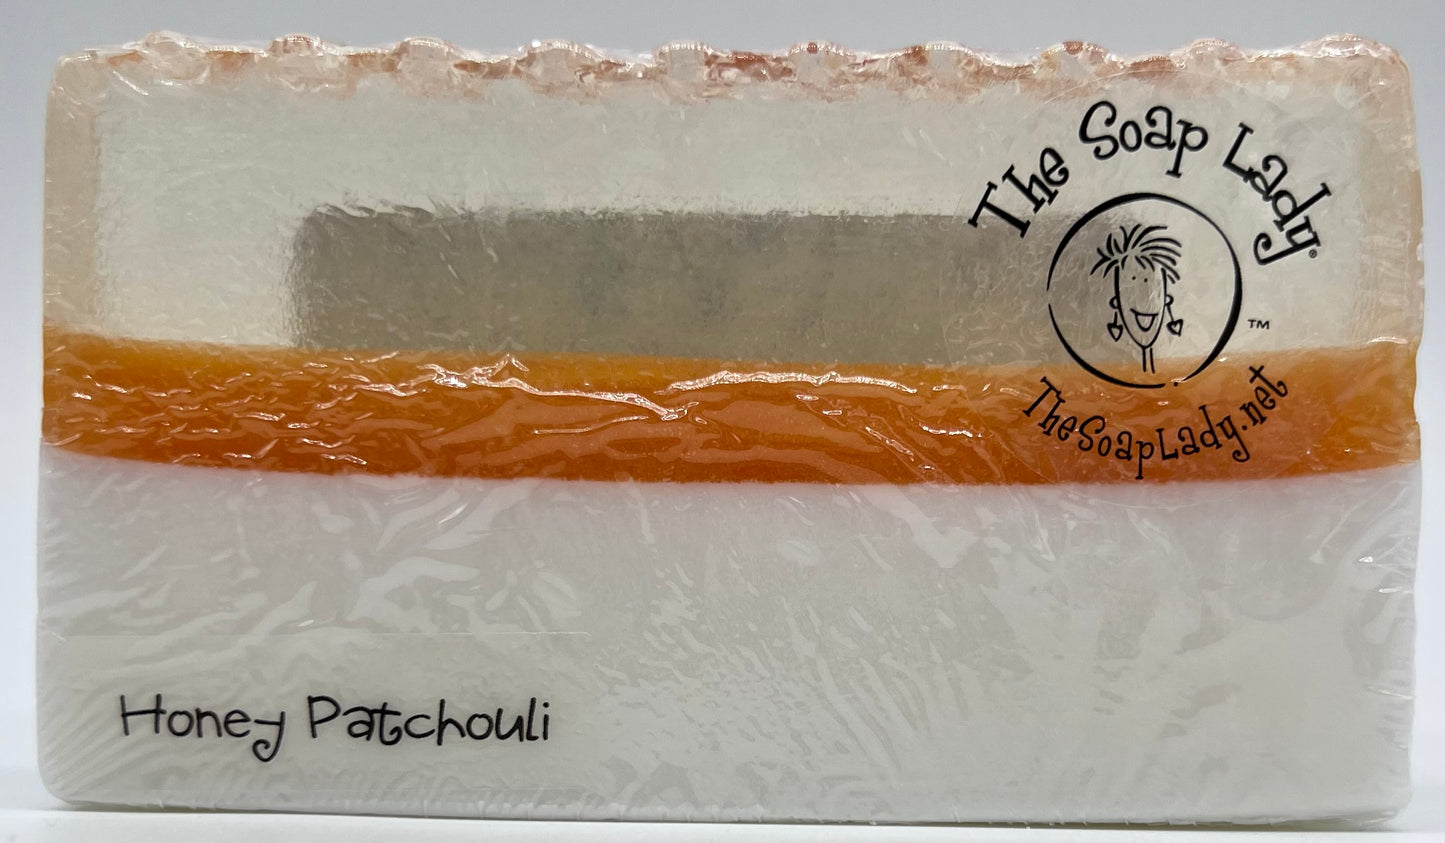 The Soap Lady®
™
TheSoapLady.net
Honey Patchouli